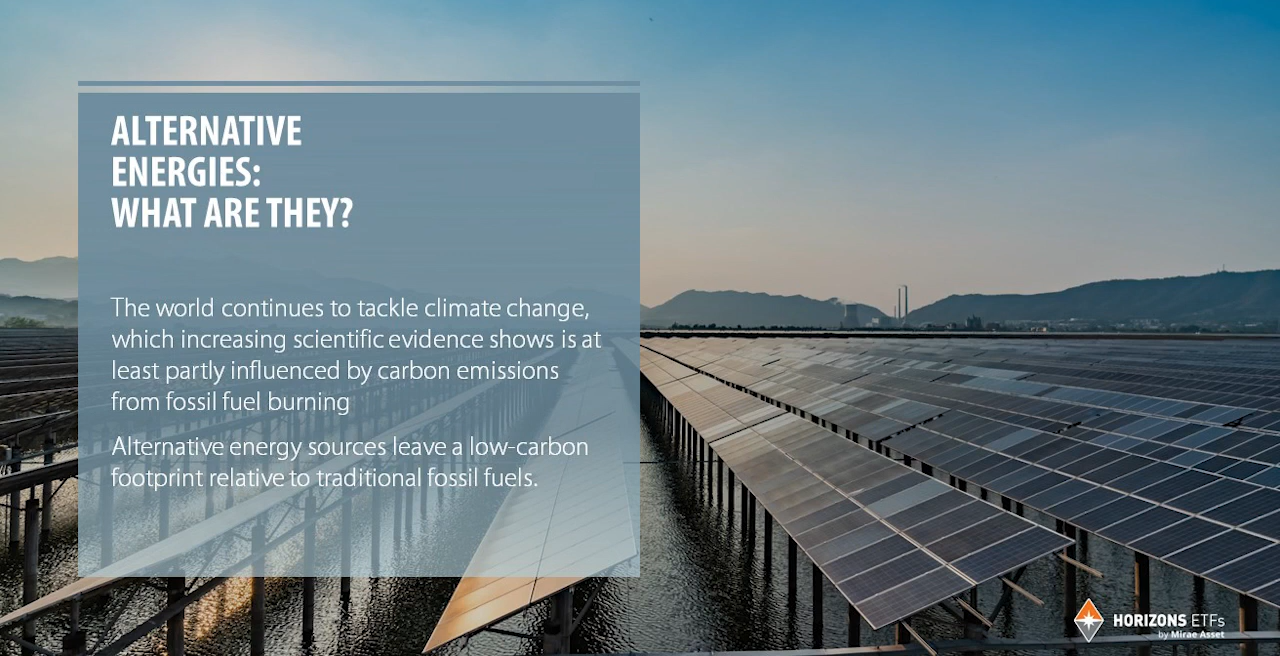 ALTERNATIVE
ENERGIES:
WHAT ARE THEY?
The world continues to tackle climate change,
which increasing scientific evidence shows is at
least partly influenced by carbon emissions
from fossil fuel burning
Alternative energy sources leave a low-carbon
footprint relative to traditional fossil fuels.
HORIZONS ETFs
by Mirae Asset